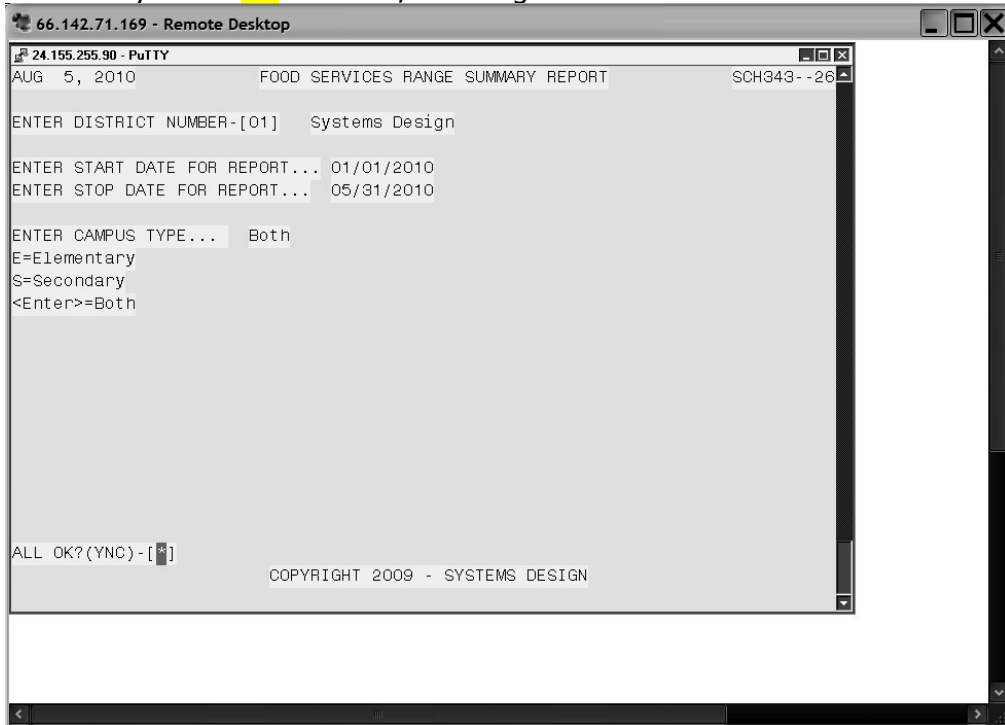 66.142.71.169 - Remote Desktop
24.155.255.90 - PuTTY
AUG  5, 2010 FOOD SERVICES RANGE SUMMARY REPORT SCH343--26
ENTER DISTRICT NUMBER-[01] Systems Design
ENTER START DATE FOR REPORT... 01/01/2010
ENTER STOP DATE FOR REPORT... 05/31/2010
ENTER CAMPUS TYPE... Both
E=Elementary
S=Secondary
<Enter>=Both
ALL OK?(YNC)-[*]
COPYRIGHT 2009 - SYSTEMS DESIGN